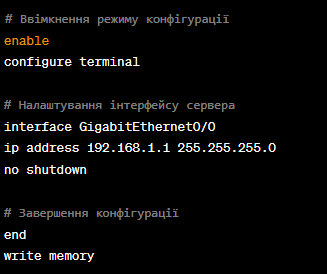 # Ввімкнення режиму конфігурації
enable
configure terminal
# Налаштування інтерфейсу сервера
interface GigabitEthernet0/0
ip address 192.168.1.1 255.255.255.0
no shutdown
# Завершення конфігурації
end
write memory